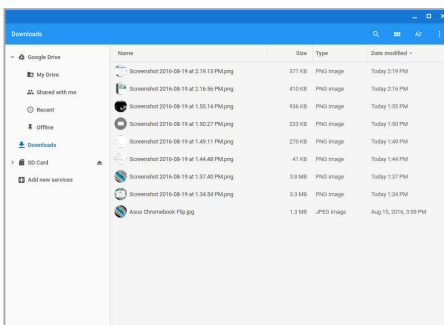 Downloads
Google Drive
My Drive
Shared with me
Recent
Offline
Downloads
SD Card
Add new services
Name Size Type Date modified
Screenshot 2016-08-19 at 2.19.13 PM.png 371 KB PNG image Today 2:19 PM
Screenshot 2016-08-19 at 2.16.56 PM.png 410 KB PNG image Today 2:16 PM
Screenshot 2016-08-19 at 1.55.14 PM.png 936 KB PNG image Today 1:55 PM
Screenshot 2016-08-19 at 1.50.27 PM.png 233 KB PNG image Today 1:50 PM
Screenshot 2016-08-19 at 1.49.11 PM.png 270 KB PNG image Today 1:49 PM
Screenshot 2016-08-19 at 1.44.48 PM.png 41 KB PNG image Today 1:44 PM
Screenshot 2016-08-19 at 1.37.40 PM.png 3.8 MB PNG image Today 1:37 PM
Screenshot 2016-08-19 at 1.34.54 PM.png 3.3 MB PNG image Today 1:34 PM
Asus Chromebook Flip.jpg 1.3 MB JPEG image Aug 15, 2016, 3:59 PM